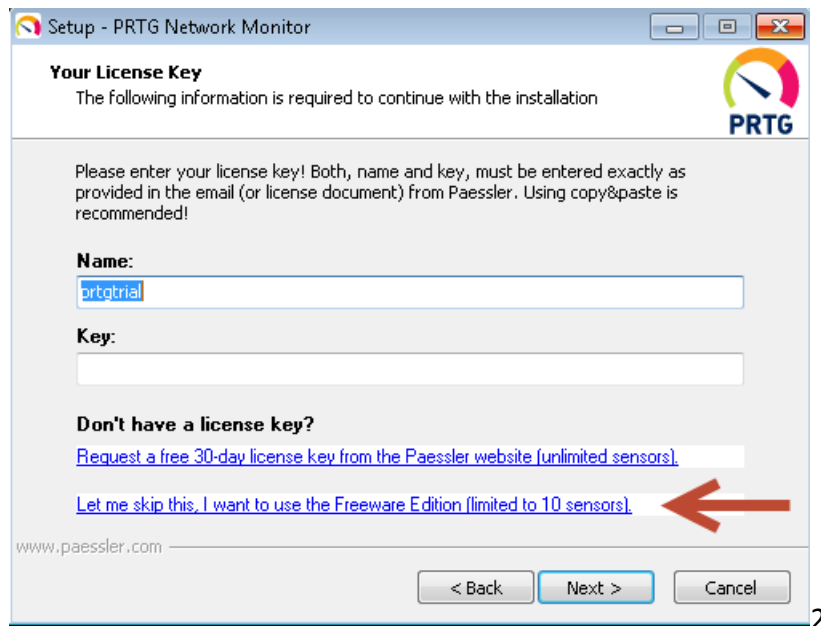 Setup - PRTG Network Monitor
Your License Key
The following information is required to continue with the installation
PRTG
Please enter your license key! Both, name and key, must be entered exactly as
provided in the email (or license document) from Paessler. Using copy&paste is
recommended!
Name:
prtgtrial
Key:
Don't have a license key?
Request a free 30-day license key from the Paessler website (unlimited sensors).
Let me skip this, I want to use the Freeware Edition (limited to 10 sensors).
www.paessler.com
< Back Next > Cancel
2